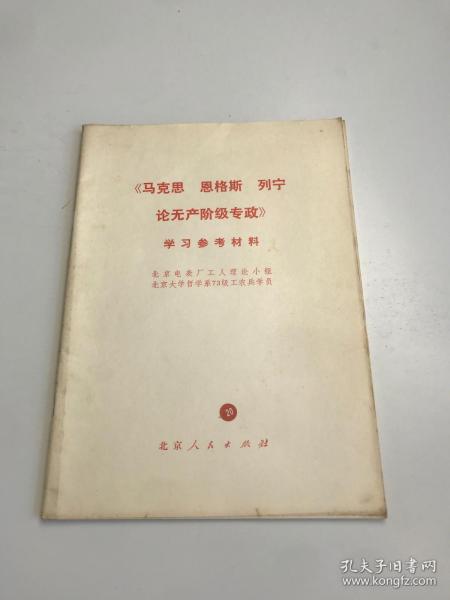 《马克思 恩格斯 列宁
论无产阶级专政》
学习参考材料
北京电表厂工人理论小组
北京大学哲学系73级工农兵学员
20
北京人民出版社
孔夫子旧书网
www.kongfz.com